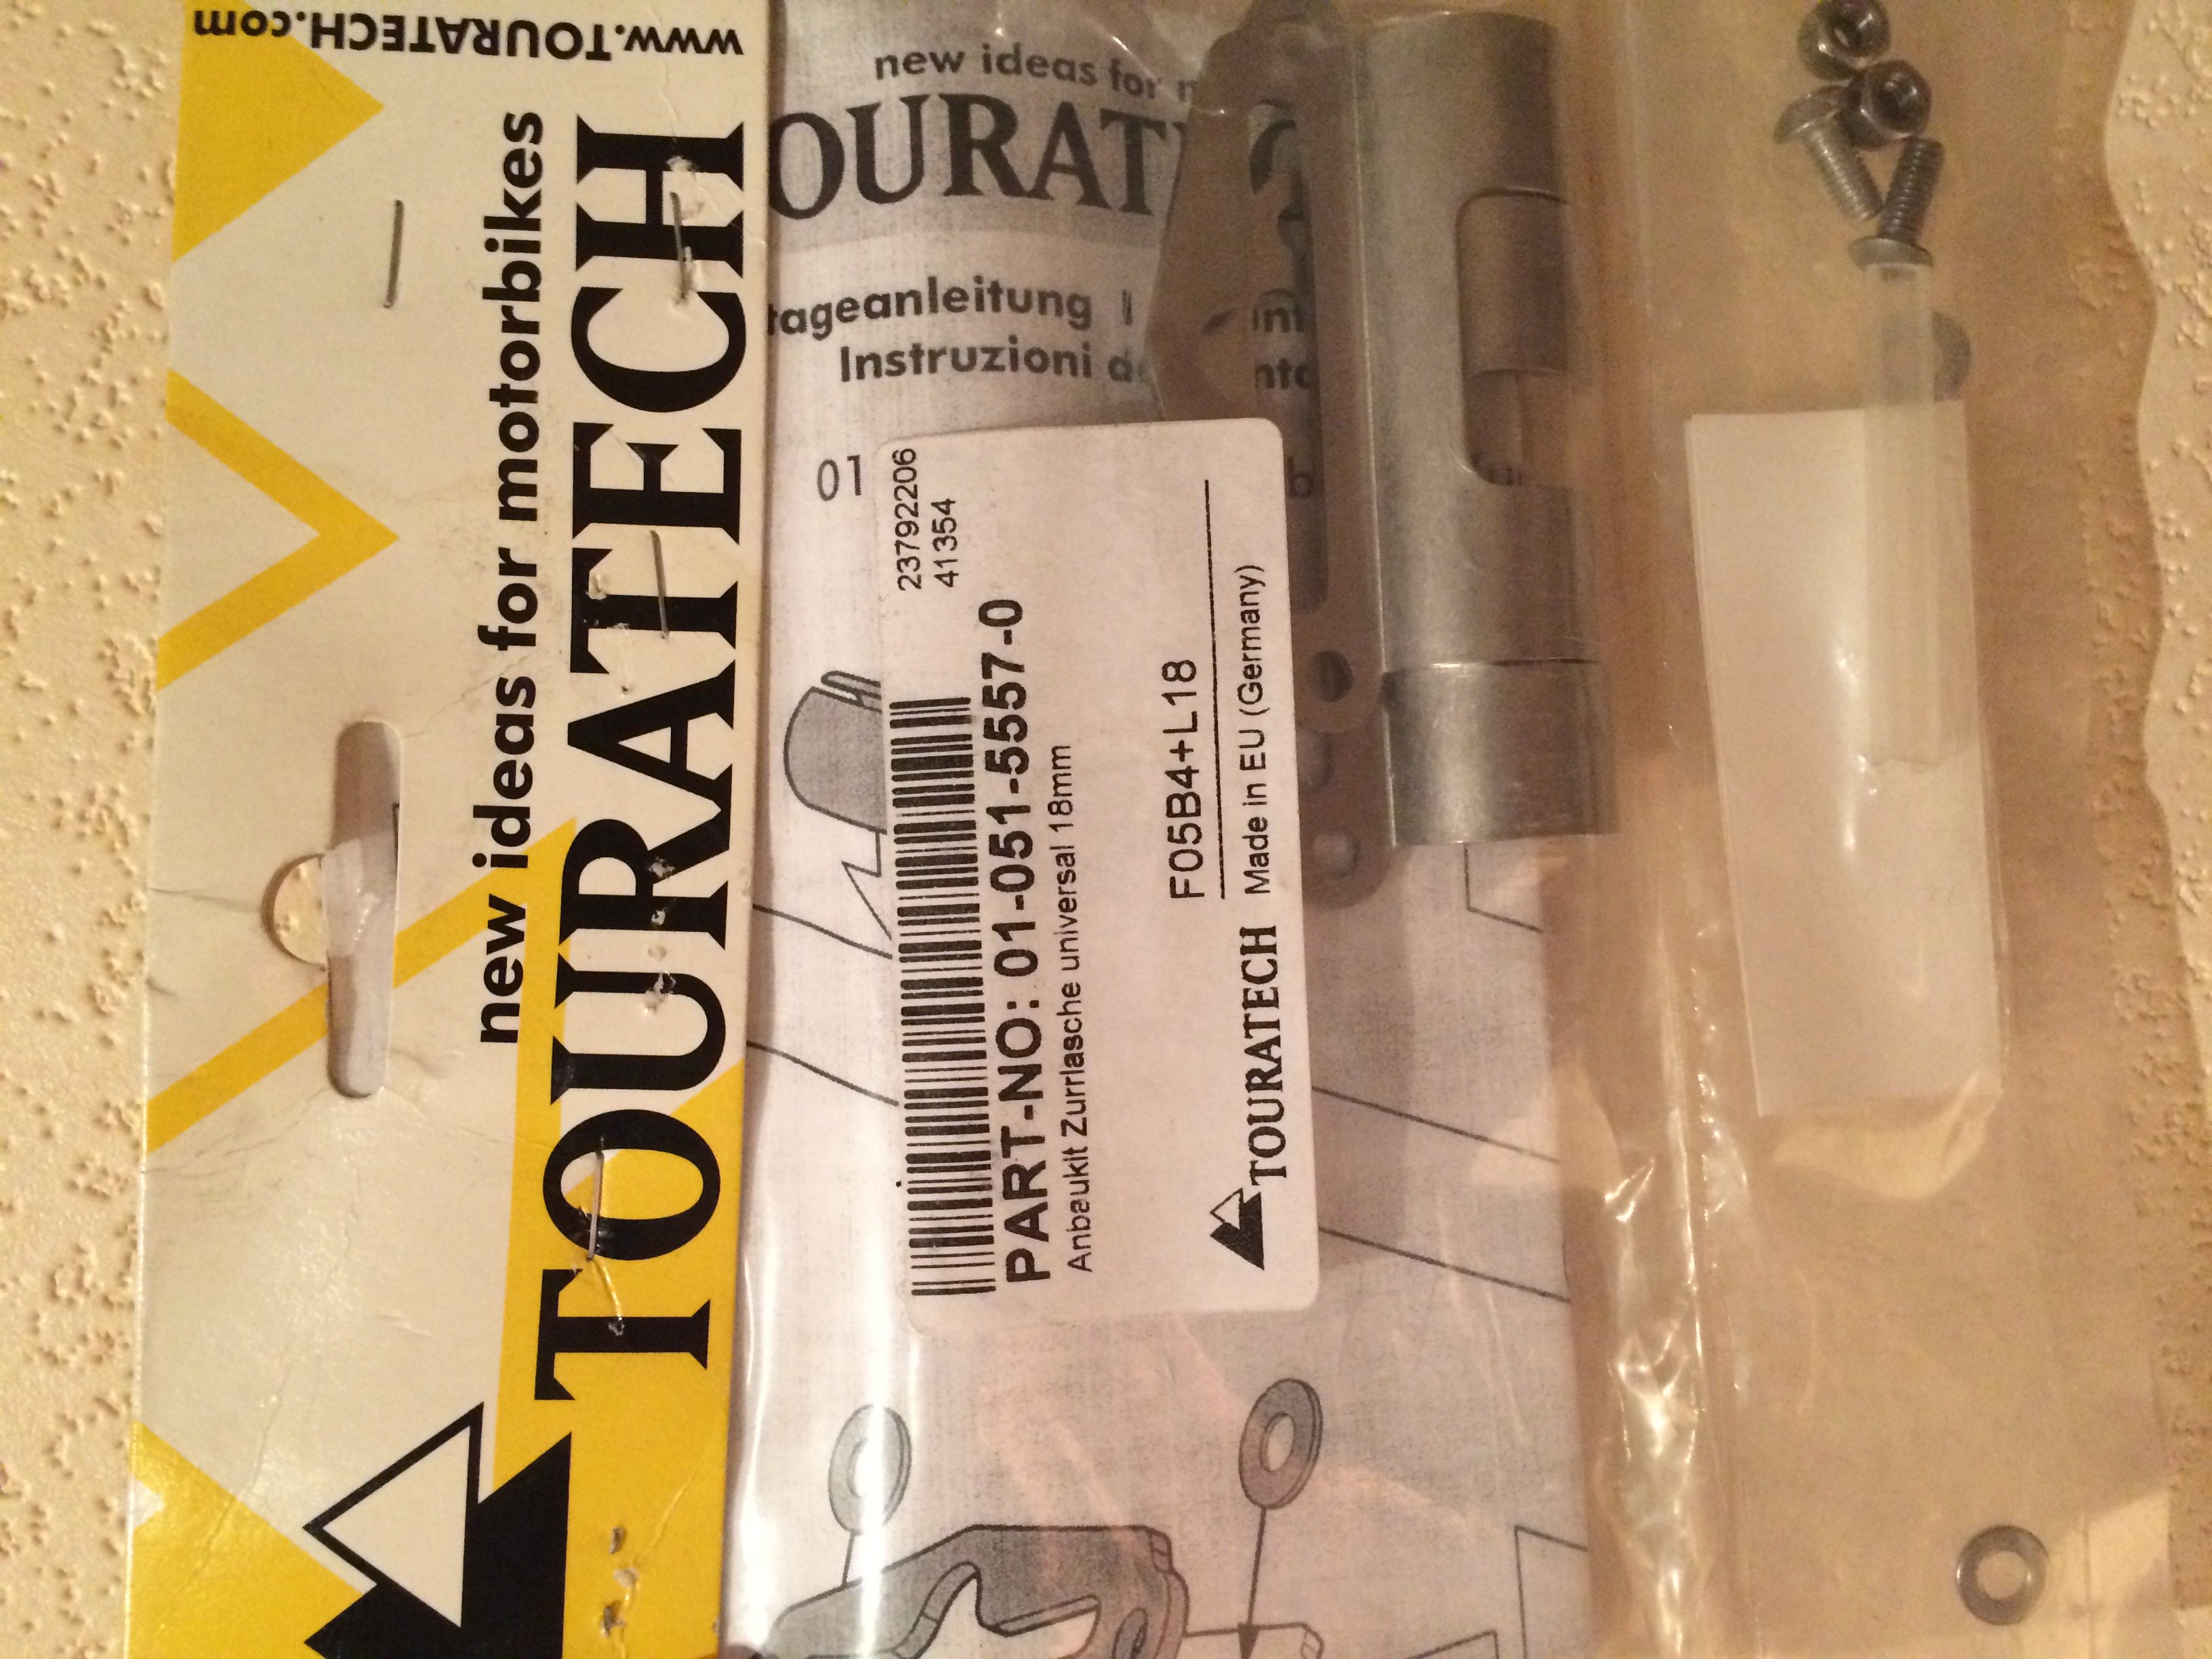 www.TOURATECH.com
new ideas for motorbikes
TOURATECH
new ideas for
OURAT
tageanleitung
Instruzioni
01
23792206
41354
PART-NO: 01-051-5557-0
Anbaukit Zurrlasche universal 18mm
F05B4+L18
TOURATECH Made in EU (Germany)